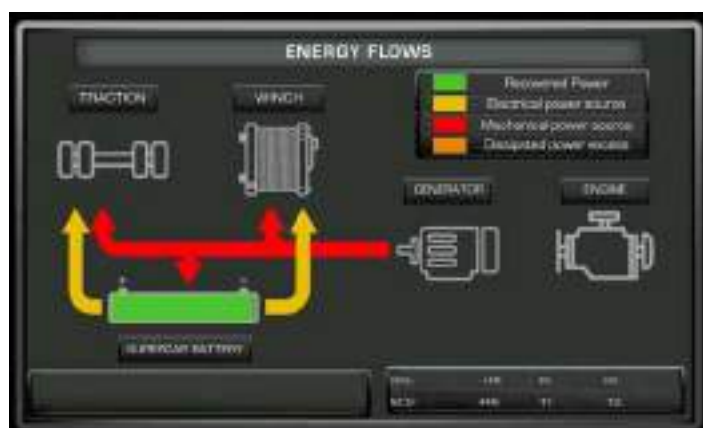 ENERGY FLOWS
Recovered Power
TRACTION
WINCH
Electrical power source
Mechanical power source
Dissipated power excess
GENERATOR
ENGINE
SUPERCAP BATTERY